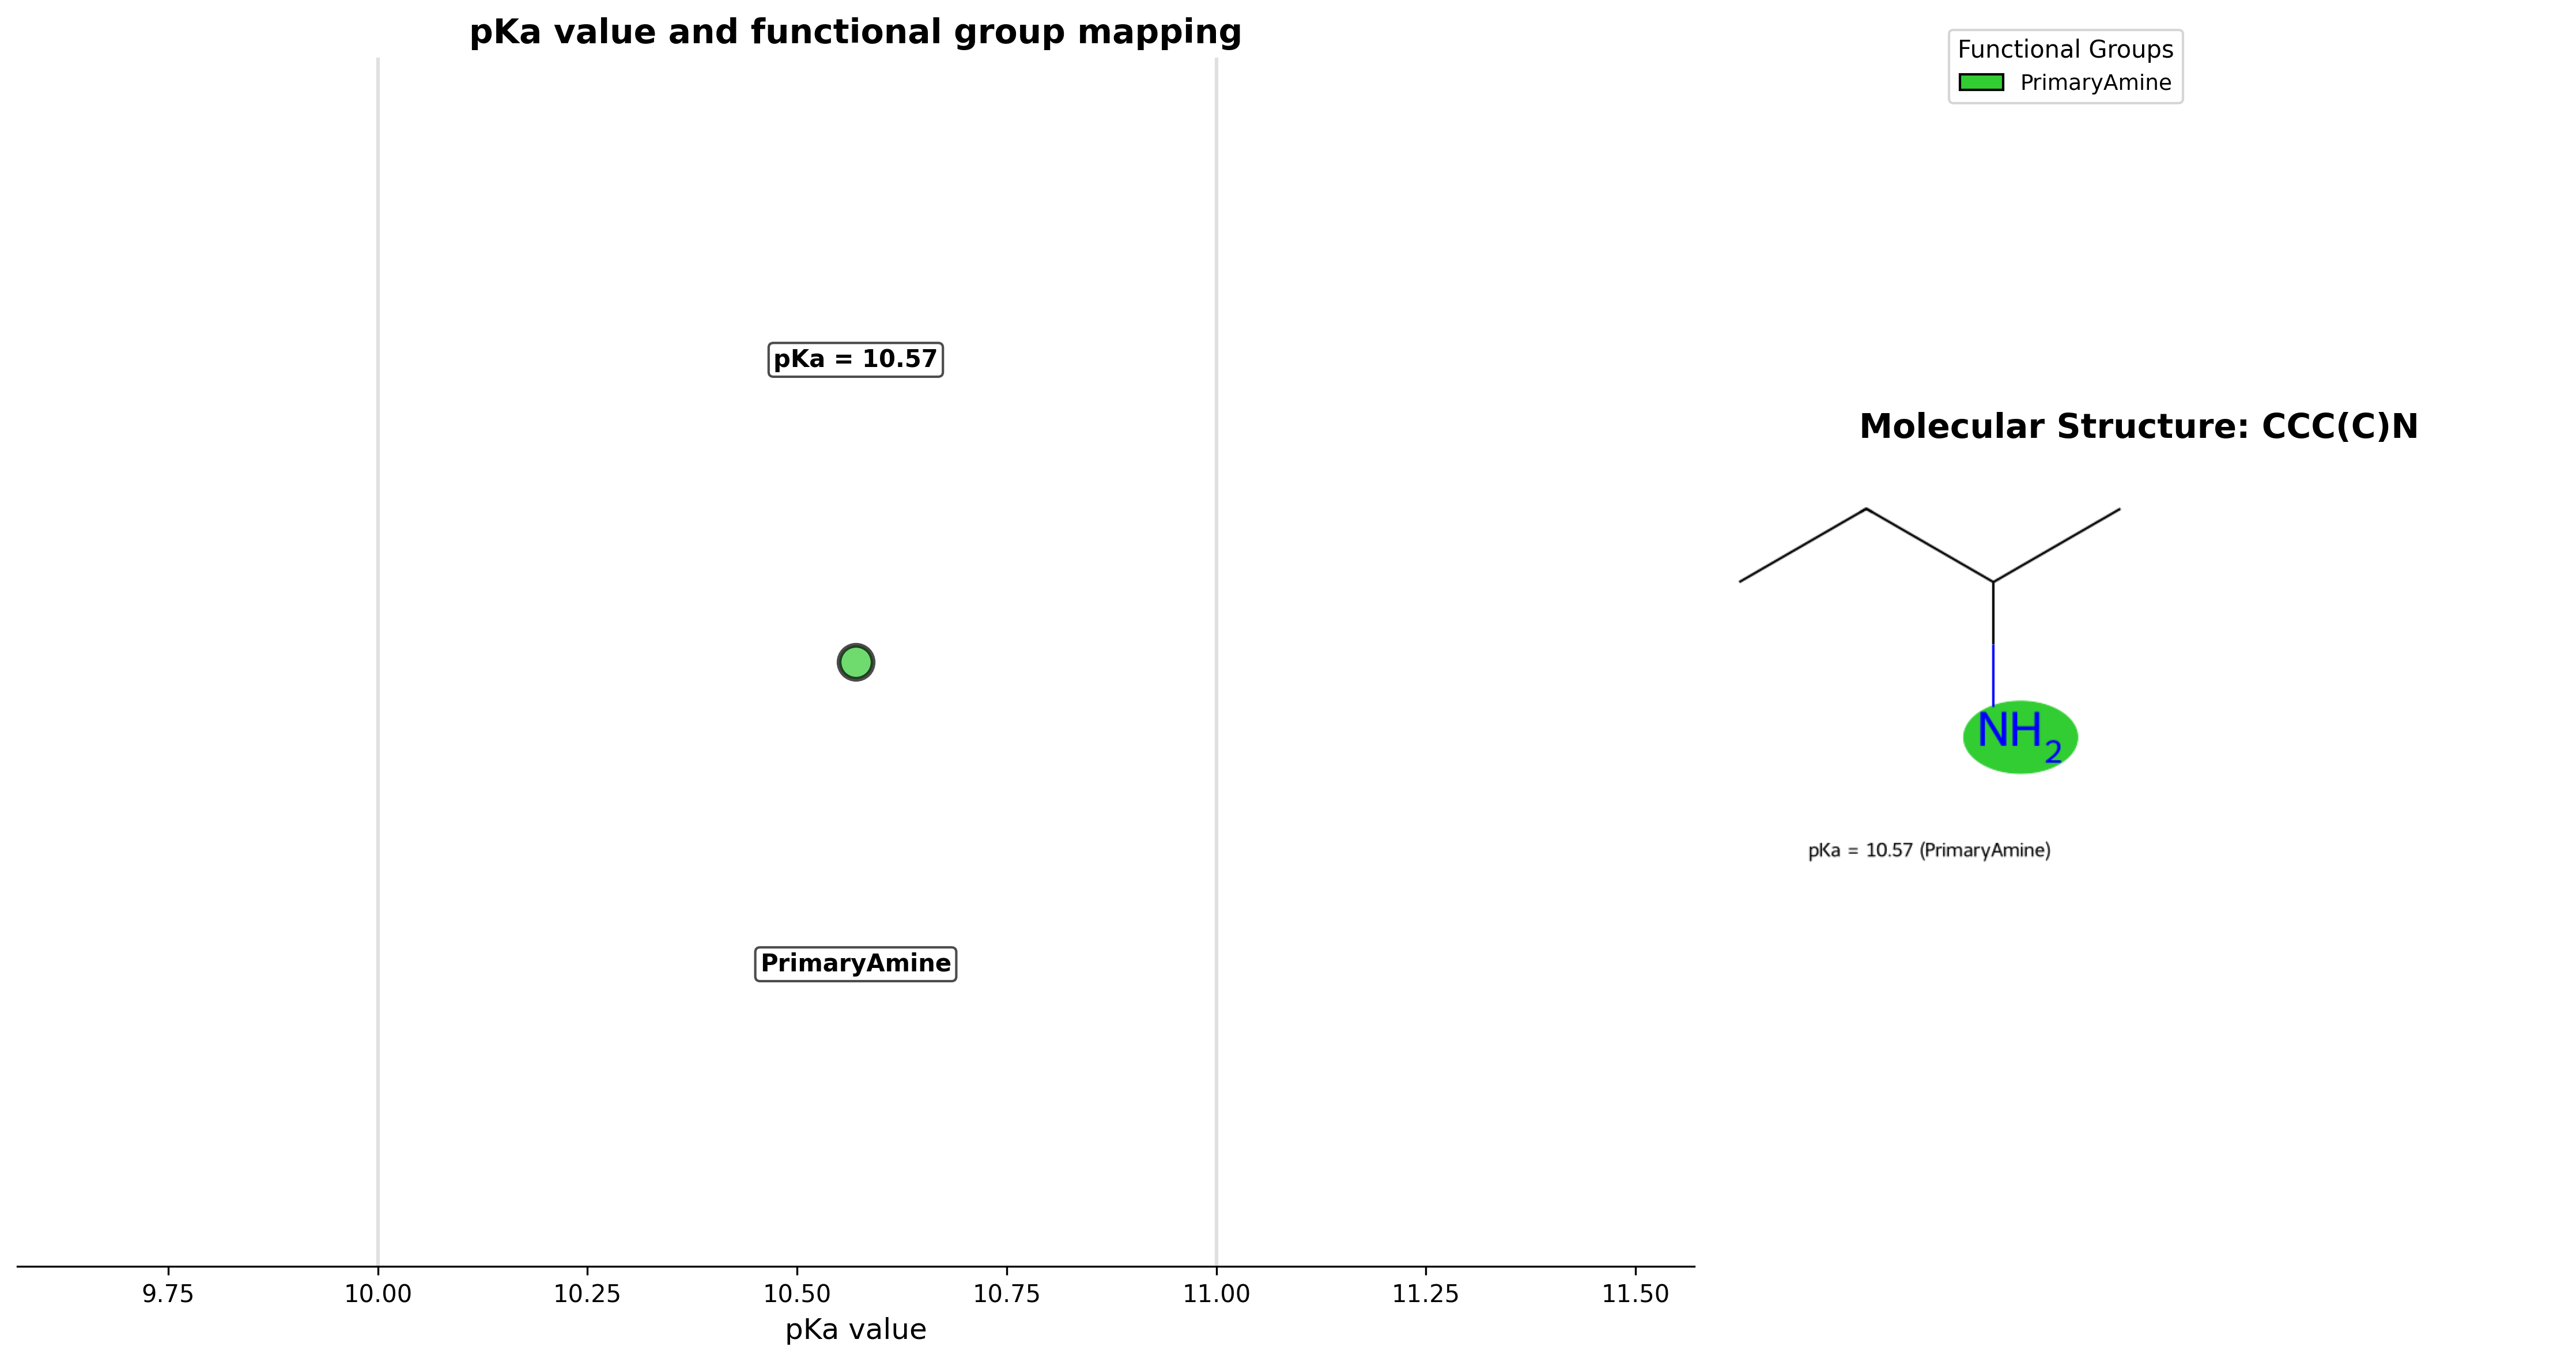 pKa value and functional group mapping
pKa = 10.57
PrimaryAmine
9.75 10.00 10.25 10.50 10.75 11.00 11.25 11.50
pKa value
Functional Groups
PrimaryAmine
Molecular Structure: CCC(C)N
NH2
pKa = 10.57 (PrimaryAmine)